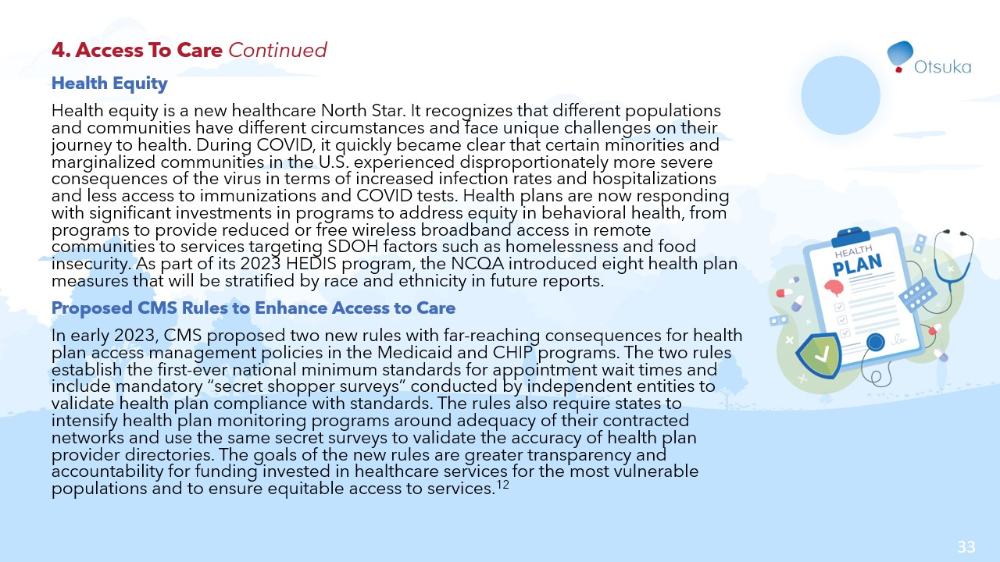 4. Access To Care Continued
Otsuka
Health Equity
Health equity is a new healthcare North Star. It recognizes that different populations
and communities have different circumstances and face unique challenges on their
journey to health. During COVID, it quickly became clear that certain minorities and
marginalized communities in the U.S. experienced disproportionately more severe
consequences of the virus in terms of increased infection rates and hospitalizations
and less access to immunizations and COVID tests. Health plans are now responding
with significant investments in programs to address equity in behavioral health, from
programs to provide reduced or free wireless broadband access in remote
communities to services targeting SDOH factors such as homelessness and food
insecurity. As part of its 2023 HEDIS program, the NCQA introduced eight health plan
measures that will be stratified by race and ethnicity in future reports.
Proposed CMS Rules to Enhance Access to Care
In early 2023, CMS proposed two new rules with far-reaching consequences for health
plan access management policies in the Medicaid and CHIP programs. The two rules
establish the first-ever national minimum standards for appointment wait times and
include mandatory “secret shopper surveys” conducted by independent entities to
validate health plan compliance with standards. The rules also require states to
intensify health plan monitoring programs around adequacy of their contracted
networks and use the same secret surveys to validate the accuracy of health plan
provider directories. The goals of the new rules are greater transparency and
accountability for funding invested in healthcare services for the most vulnerable
populations and to ensure equitable access to services.12
HEALTH
PLAN
33